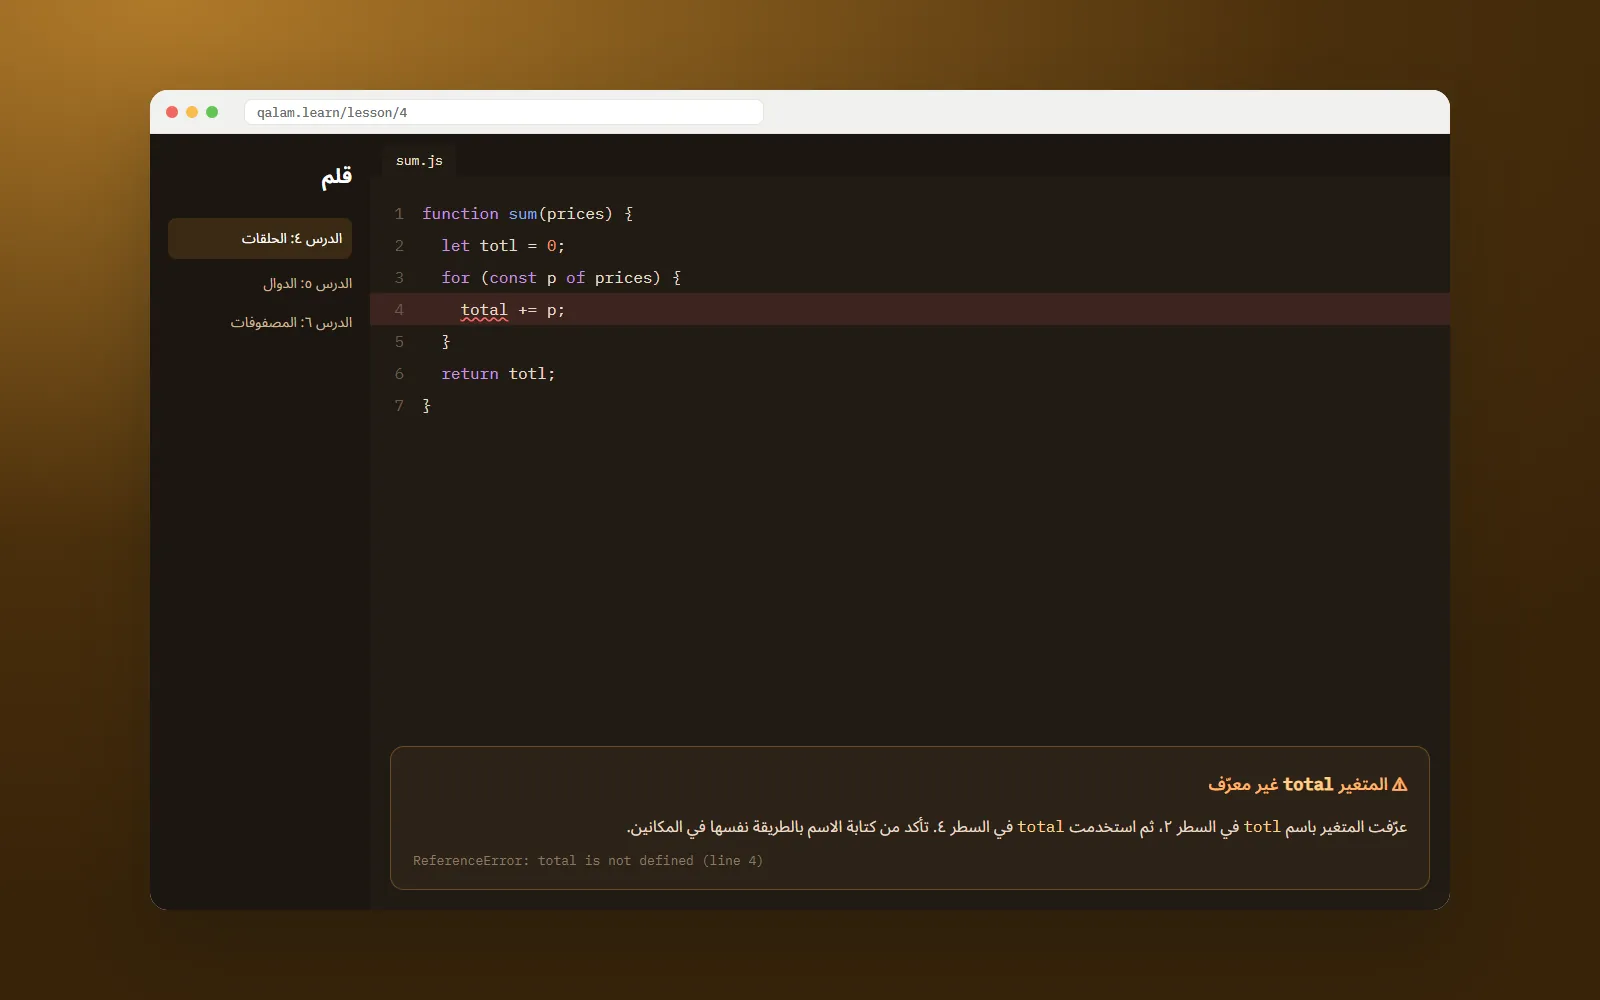 qalam.learn/lesson/4
قلم
الدرس ٤: الحلقات
الدرس ٥: الدوال
الدرس ٦: المصفوفات
sum.js
1 function sum(prices) {
2 let totl = 0;
3 for (const p of prices) {
4 total += p;
5 }
6 return totl;
7 }
⚠ المتغير total غير معرّف
عرّفت المتغير باسم totl في السطر ٢، ثم استخدمت total في السطر ٤. تأكد من كتابة الاسم بالطريقة نفسها في المكانين.
ReferenceError: total is not defined (line 4)